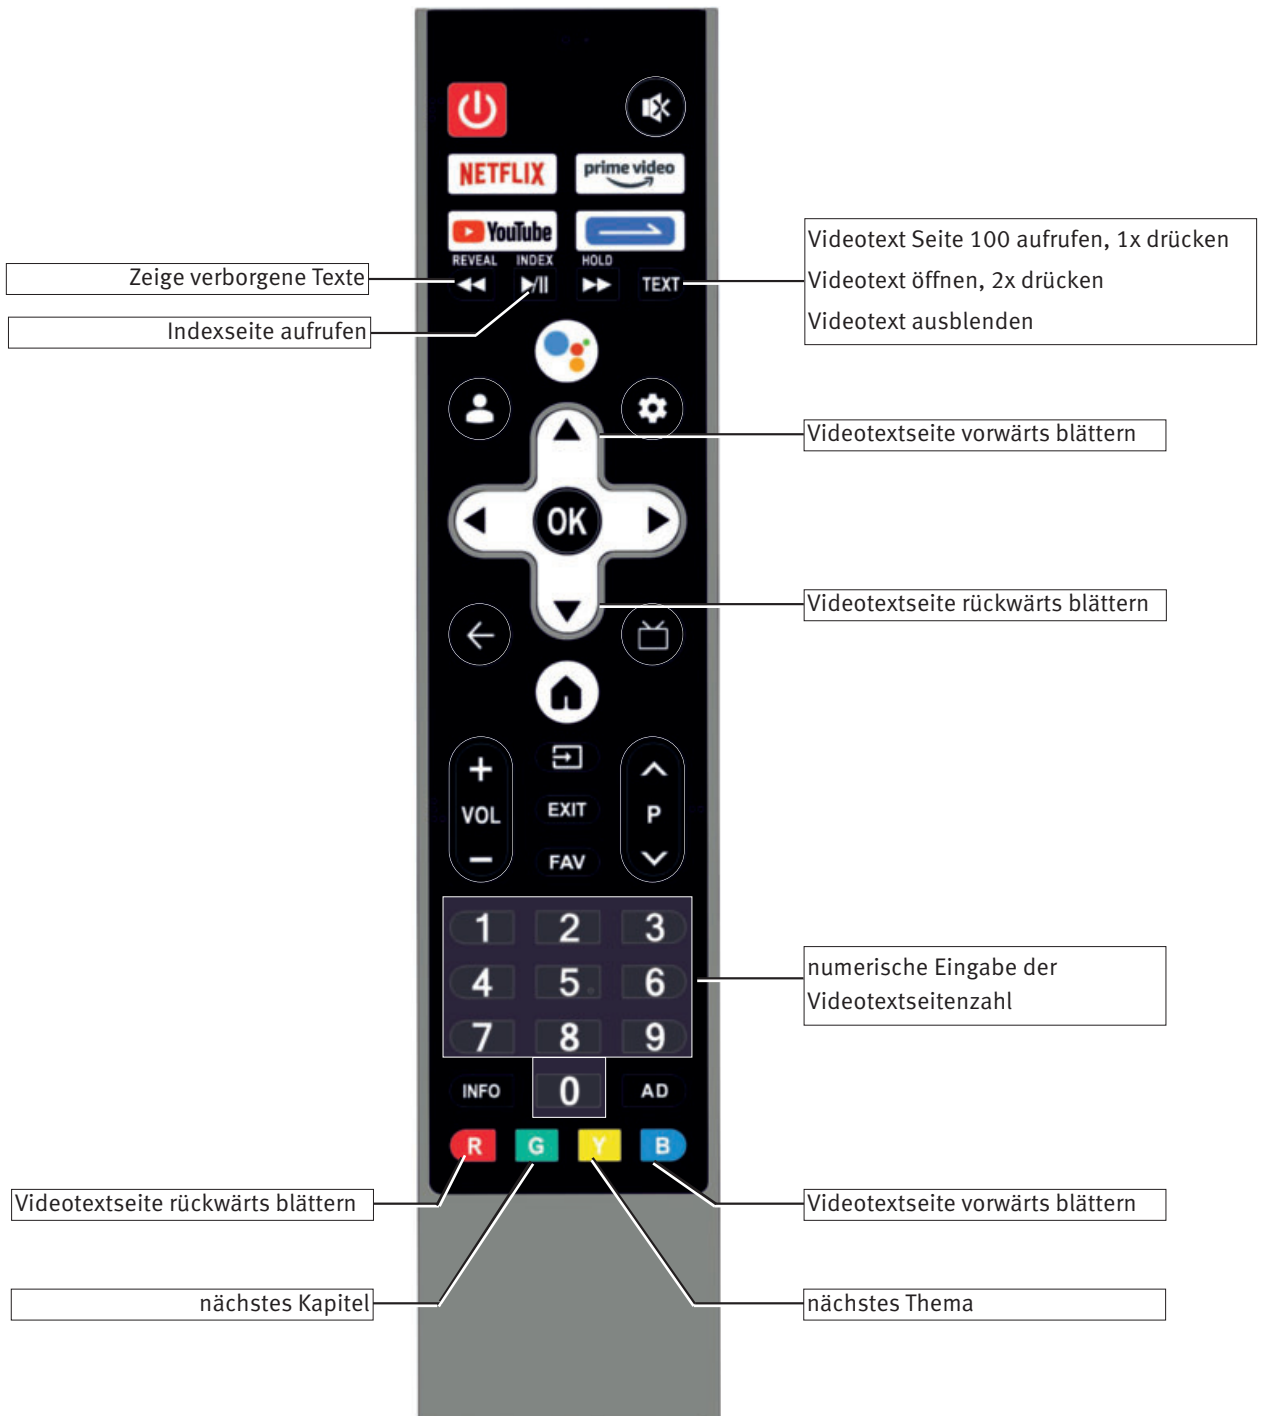 NETFLIX
prime video
YouTube
REVEAL INDEX HOLD
TEXT
Videotext Seite 100 aufrufen, 1x drücken
Videotext öffnen, 2x drücken
Videotext ausblenden
Zeige verborgene Texte
Indexseite aufrufen
Videotextseite vorwärts blättern
OK
Videotextseite rückwärts blättern
+
VOL
−
EXIT
FAV
P
1 2 3
4 5 6
7 8 9
numerische Eingabe der
Videotextseitenzahl
INFO 0 AD
R G Y B
Videotextseite rückwärts blättern
Videotextseite vorwärts blättern
nächstes Kapitel
nächstes Thema